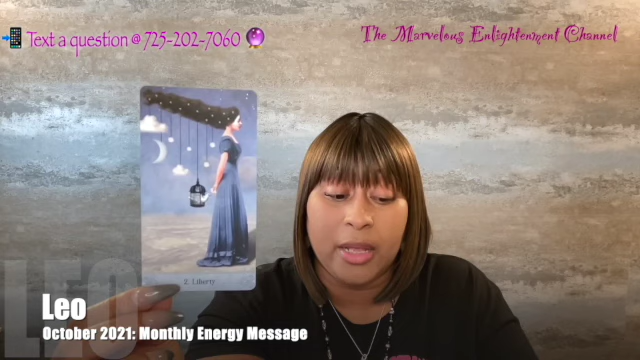 Text a question @ 725-202-7060
The Marvelous Enlightenment Channel
2. Liberty
LEO
Leo
October 2021: Monthly Energy Message